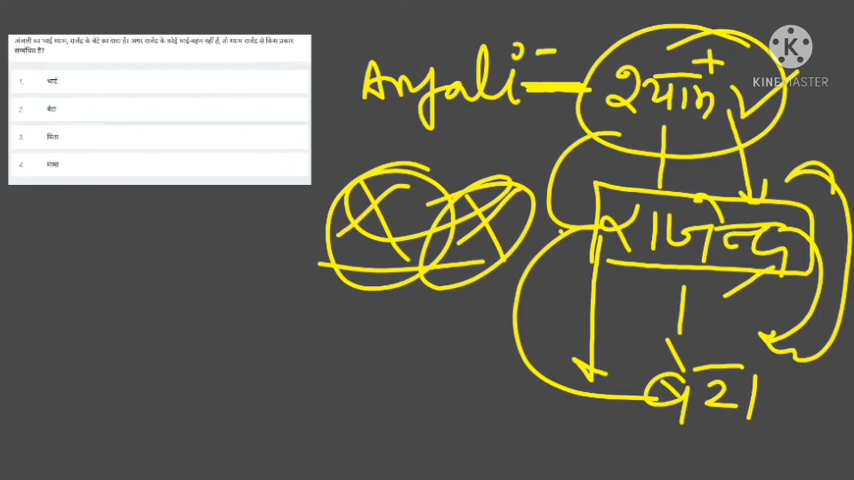 अंजली का भाई श्याम, राजेंद्र के बेटे का दादा है। अगर राजेंद्र के कोई भाई-बहन नहीं है, तो श्याम राजेंद्र से किस प्रकार
सम्बंधित है?
1. भाई
2. बेटा
3. पिता
4. मामा
Anjali श्याम
KINEMASTER
राजेन्द्र
बेटा